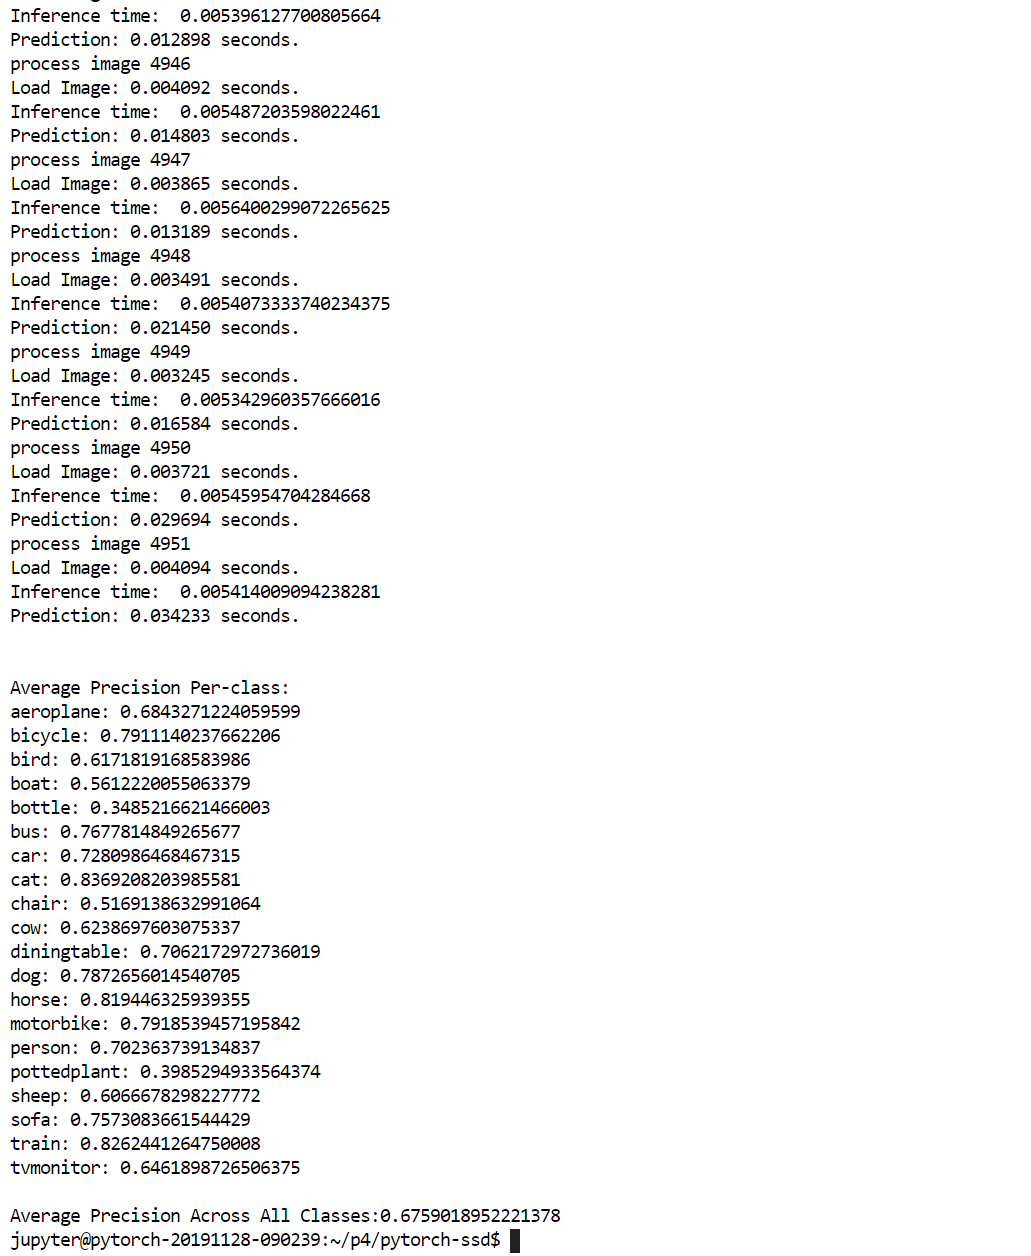 Inference time:  0.005396127700805664
Prediction: 0.012898 seconds.
process image 4946
Load Image: 0.004092 seconds.
Inference time:  0.005487203598022461
Prediction: 0.014803 seconds.
process image 4947
Load Image: 0.003865 seconds.
Inference time:  0.0056400299072265625
Prediction: 0.013189 seconds.
process image 4948
Load Image: 0.003491 seconds.
Inference time:  0.0054073333740234375
Prediction: 0.021450 seconds.
process image 4949
Load Image: 0.003245 seconds.
Inference time:  0.005342960357666016
Prediction: 0.016584 seconds.
process image 4950
Load Image: 0.003721 seconds.
Inference time:  0.00545954704284668
Prediction: 0.029694 seconds.
process image 4951
Load Image: 0.004094 seconds.
Inference time:  0.005414009094238281
Prediction: 0.034233 seconds.
Average Precision Per-class:
aeroplane: 0.6843271224059599
bicycle: 0.7911140237662206
bird: 0.6171819168583986
boat: 0.5612220055063379
bottle: 0.3485216621466003
bus: 0.7677814849265677
car: 0.7280986468467315
cat: 0.8369208203985581
chair: 0.5169138632991064
cow: 0.6238697603075337
diningtable: 0.7062172972736019
dog: 0.7872656014540705
horse: 0.819446325939355
motorbike: 0.7918539457195842
person: 0.702363739134837
pottedplant: 0.3985294933564374
sheep: 0.6066678298227772
sofa: 0.7573083661544429
train: 0.8262441264750008
tvmonitor: 0.6461898726506375
Average Precision Across All Classes:0.6759018952221378
jupyter@pytorch-20191128-090239:~/p4/pytorch-ssd$